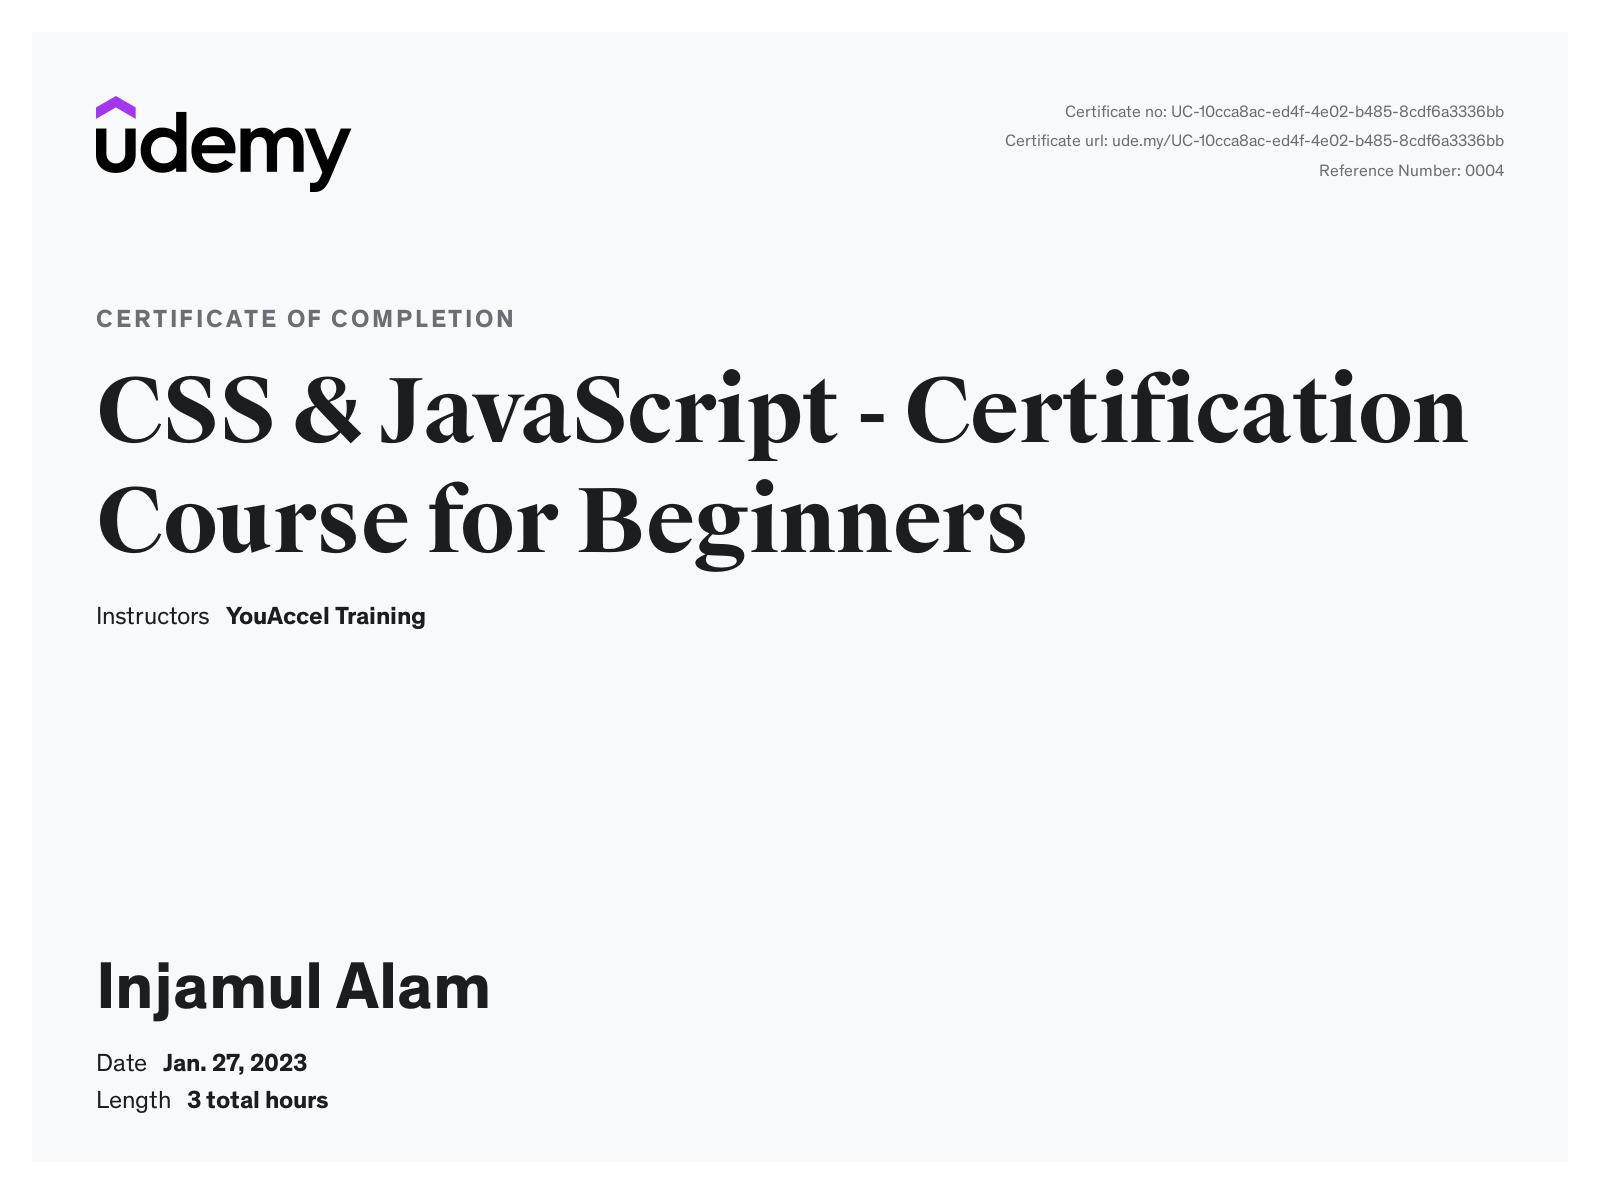 udemy
Certificate no: UC-10cca8ac-ed4f-4e02-b485-8cdf6a3336bb
Certificate url: ude.my/UC-10cca8ac-ed4f-4e02-b485-8cdf6a3336bb
Reference Number: 0004
CERTIFICATE OF COMPLETION
CSS & JavaScript - Certification
Course for Beginners
Instructors YouAccel Training
Injamul Alam
Date Jan. 27, 2023
Length 3 total hours